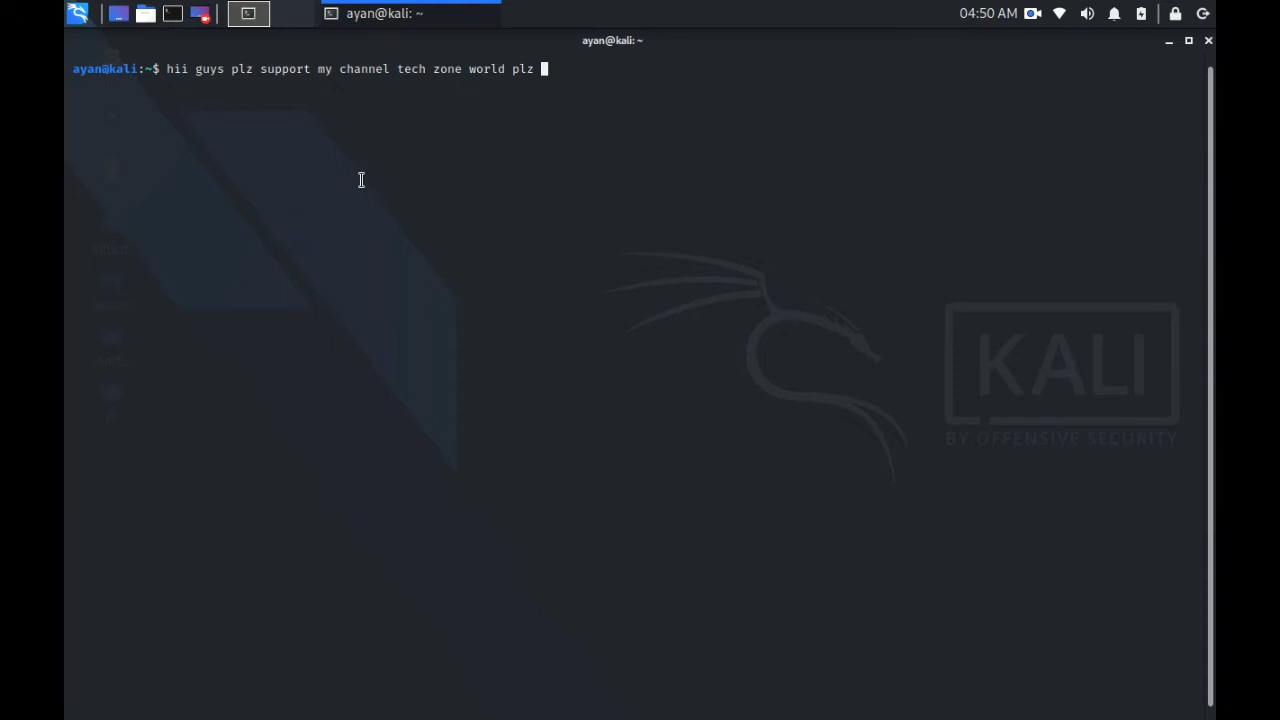 ayan@kali: ~
04:50 AM
ayan@kali: ~
ayan@kali:~$ hii guys plz support my channel tech zone world plz
KALI
BY OFFENSIVE SECURITY